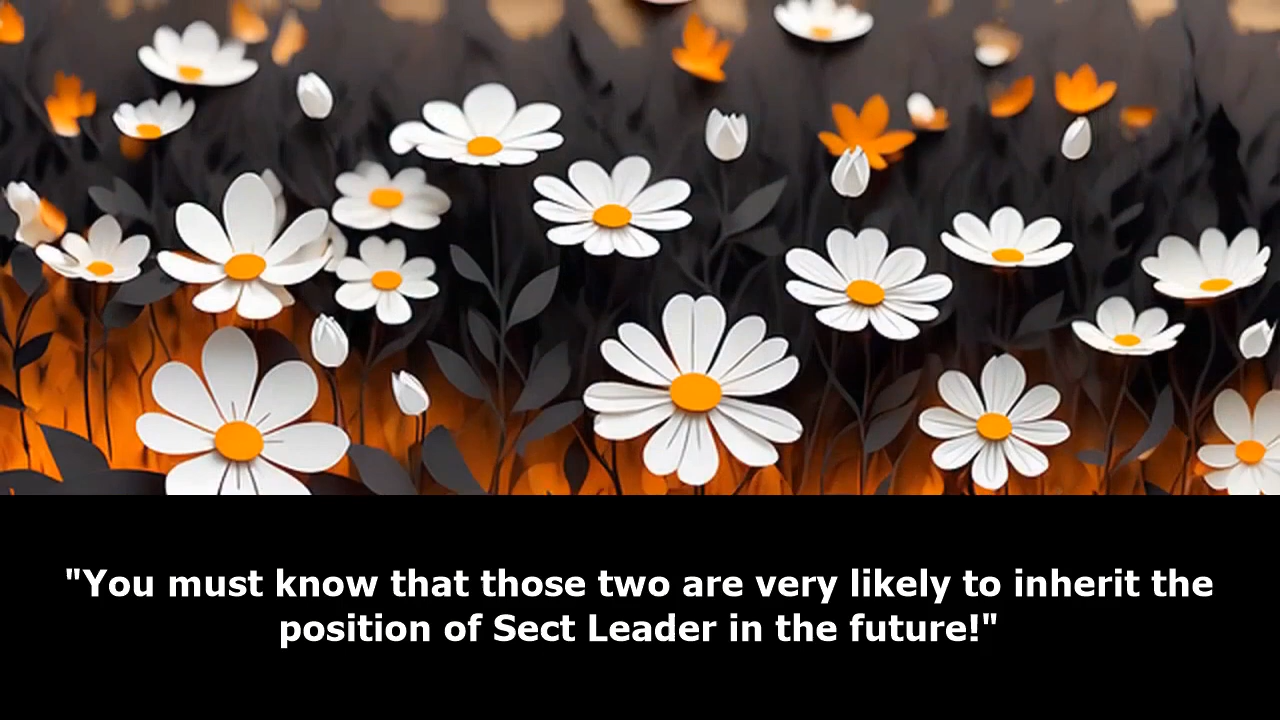 "You must know that those two are very likely to inherit the
position of Sect Leader in the future!"